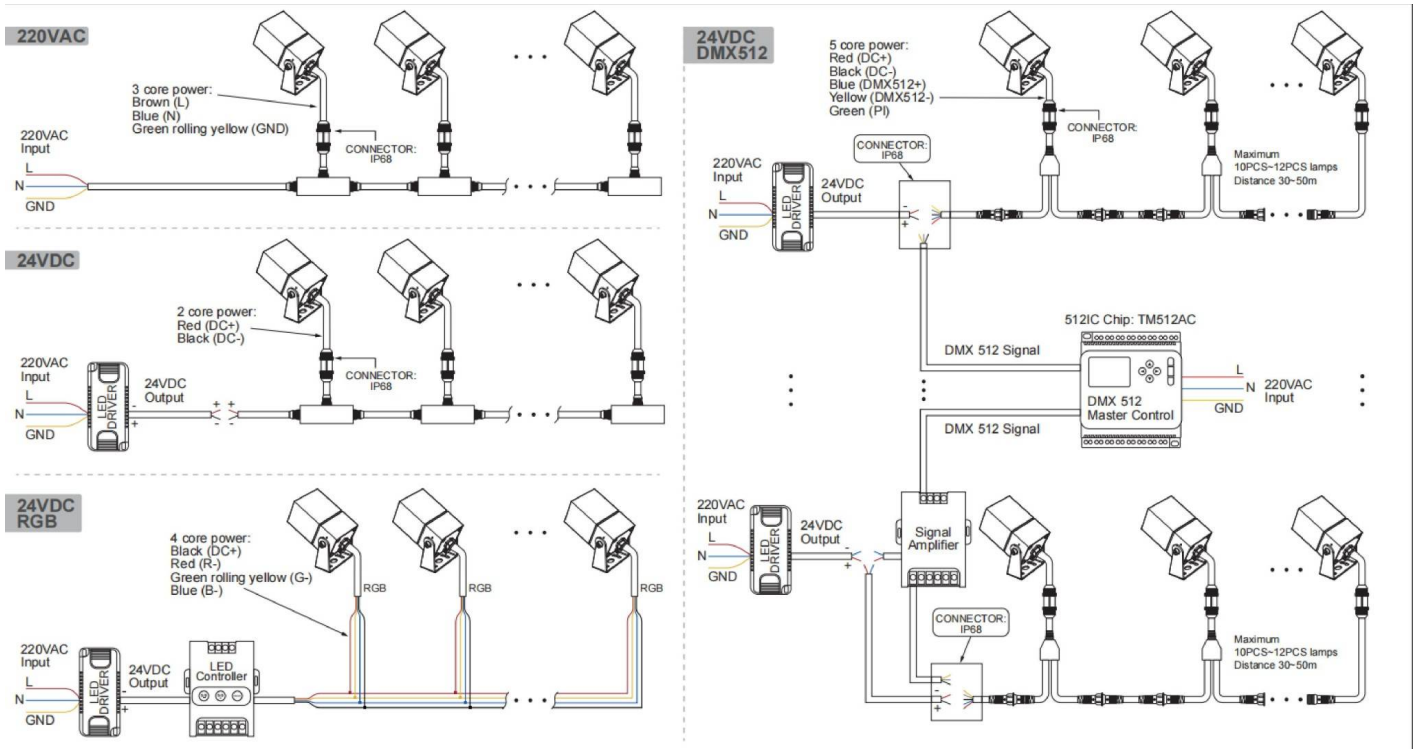 220VAC
3 core power:
Brown (L)
Blue (N)
Green rolling yellow (GND)
CONNECTOR:
IP68
220VAC
Input
L
N
GND
24VDC
2 core power:
Red (DC+)
Black (DC-)
CONNECTOR:
IP68
220VAC
Input
L
N
GND
LED
DRIVER
24VDC
Output
-
+
+ +
- -
24VDC
RGB
4 core power:
Black (DC+)
Red (R-)
Green rolling yellow (G-)
Blue (B-)
RGB
RGB
RGB
220VAC
Input
L
N
GND
LED
DRIVER
24VDC
Output
-
+
LED
Controller
24VDC
DMX512
5 core power:
Red (DC+)
Black (DC-)
Blue (DMX512+)
Yellow (DMX512-)
Green (PI)
CONNECTOR:
IP68
CONNECTOR:
IP68
Maximum
10PCS~12PCS lamps
Distance 30~50m
220VAC
Input
L
N
GND
LED
DRIVER
24VDC
Output
-
+
512IC Chip: TM512AC
DMX 512 Signal
DMX 512
Master Control
L
N
GND
220VAC
Input
DMX 512 Signal
Signal
Amplifier
220VAC
Input
L
N
GND
LED
DRIVER
24VDC
Output
-
+
CONNECTOR:
IP68
-
+
Maximum
10PCS~12PCS lamps
Distance 30~50m